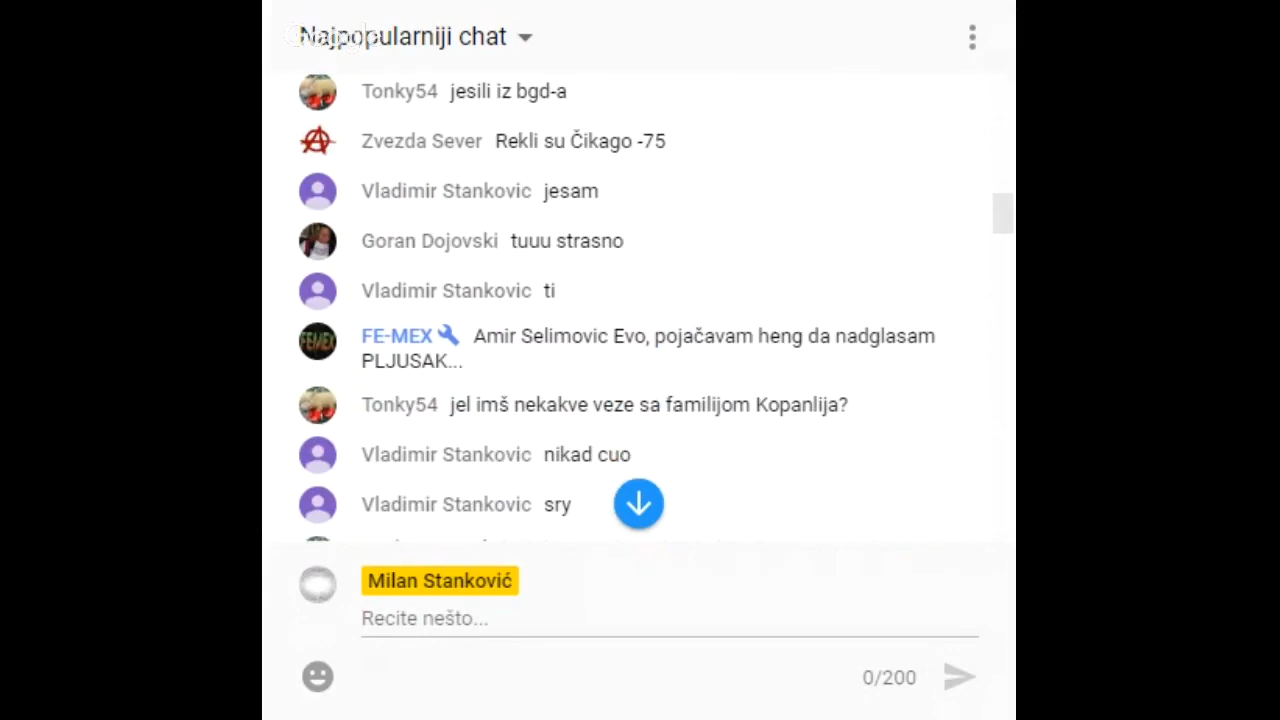 Najpopularniji chat
Tonky54 jesili iz bgd-a
Zvezda Sever Rekli su Čikago -75
Vladimir Stankovic jesam
Goran Dojovski tuuu strasno
Vladimir Stankovic ti
FE-MEX Amir Selimovic Evo, pojačavam heng da nadglasam
PLJUSAK...
Tonky54 jel imš nekakve veze sa familijom Kopanlija?
Vladimir Stankovic nikad cuo
Vladimir Stankovic sry
Milan Stanković
Recite nešto...
0/200